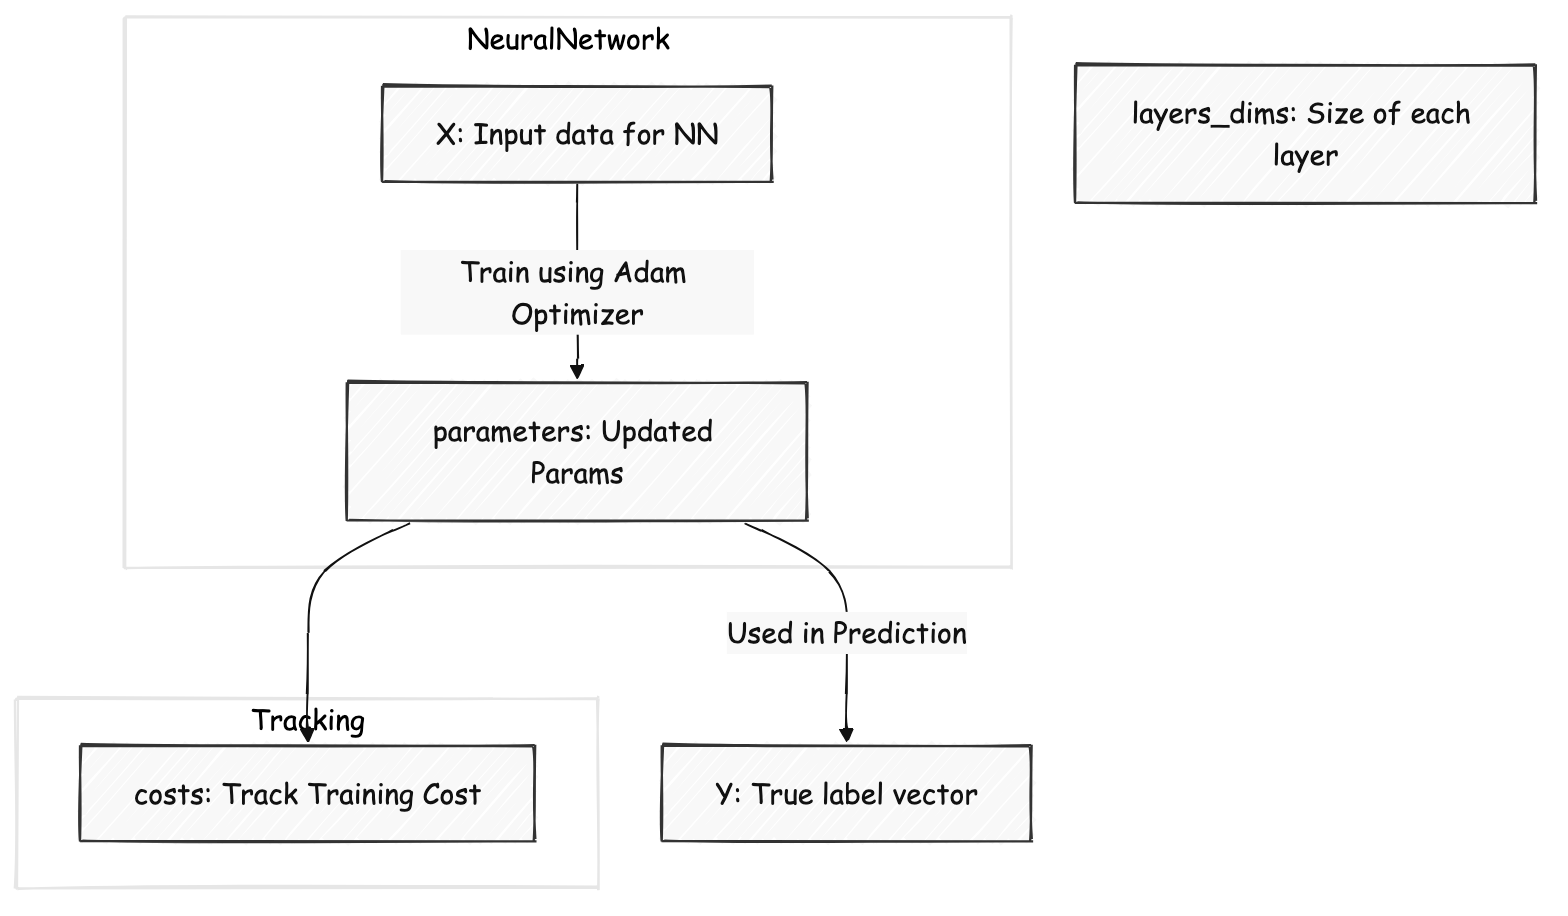 NeuralNetwork
X: Input data for NN
layers_dims: Size of each
layer
Train using Adam
Optimizer
parameters: Updated
Params
Used in Prediction
Tracking
costs: Track Training Cost
Y: True label vector